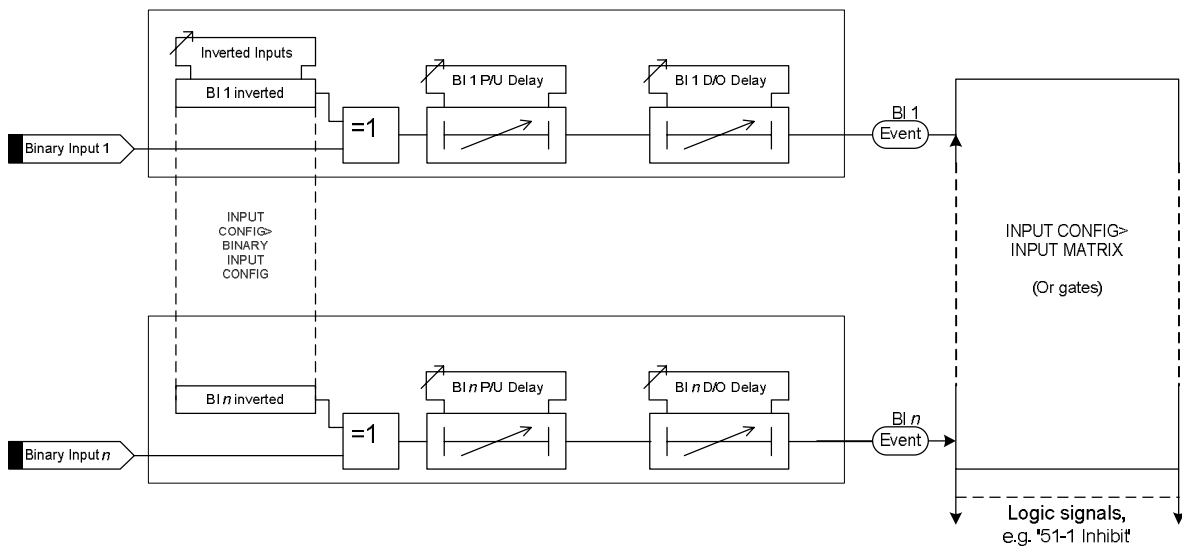 Inverted Inputs
BI 1 inverted
BI 1 P/U Delay
BI 1 D/O Delay
=1
Binary Input 1
BI 1
Event
INPUT
CONFIG>
BINARY
INPUT
CONFIG
INPUT CONFIG>
INPUT MATRIX
(Or gates)
BI n inverted
BI n P/U Delay
BI n D/O Delay
=1
Binary Input n
BI n
Event
Logic signals,
e.g. '51-1 Inhibit'